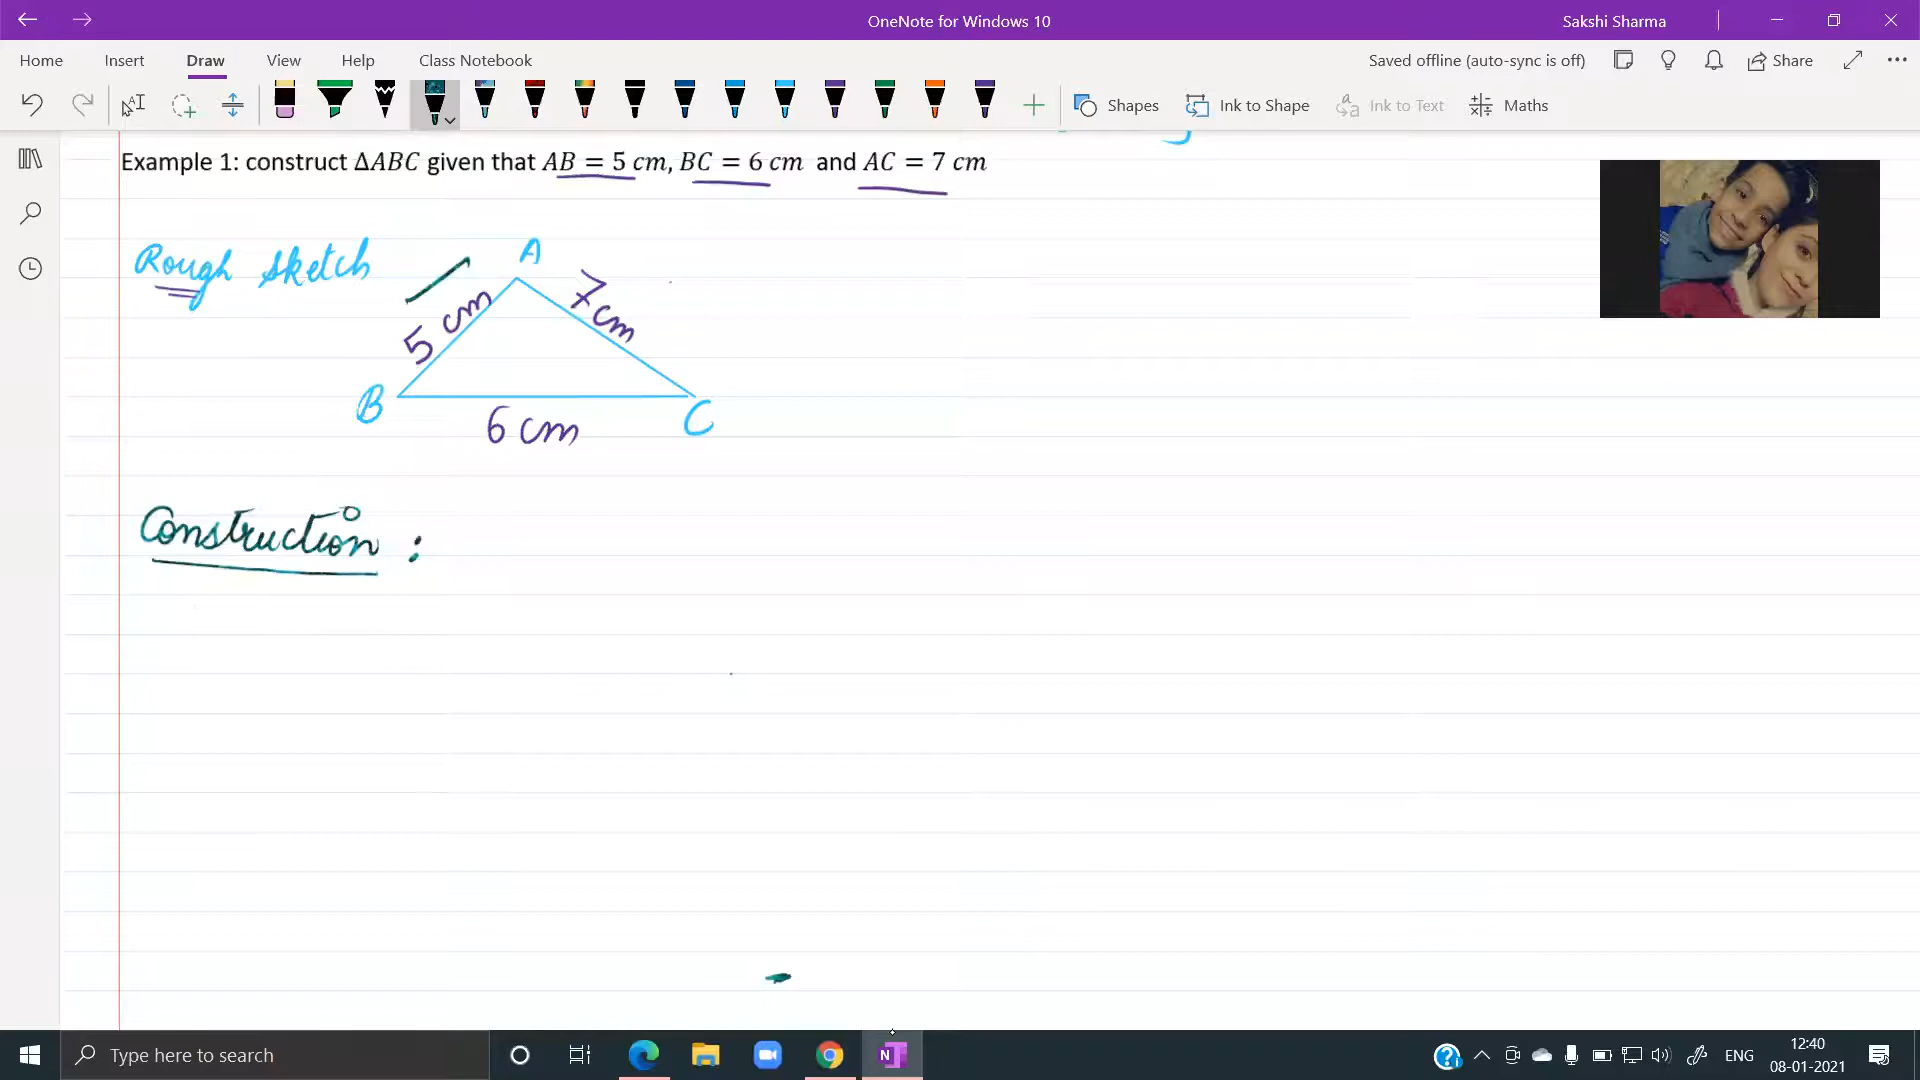 OneNote for Windows 10
Sakshi Sharma
Home Insert Draw View Help Class Notebook
Saved offline (auto-sync is off)
Share
Shapes
Ink to Shape
Ink to Text
Maths
Example 1: construct ΔABC given that AB = 5 cm, BC = 6 cm and AC = 7 cm
Rough Sketch
A
5 cm
7 cm
B
C
6 cm
Construction :
Type here to search
N
ENG
12:40
08-01-2021